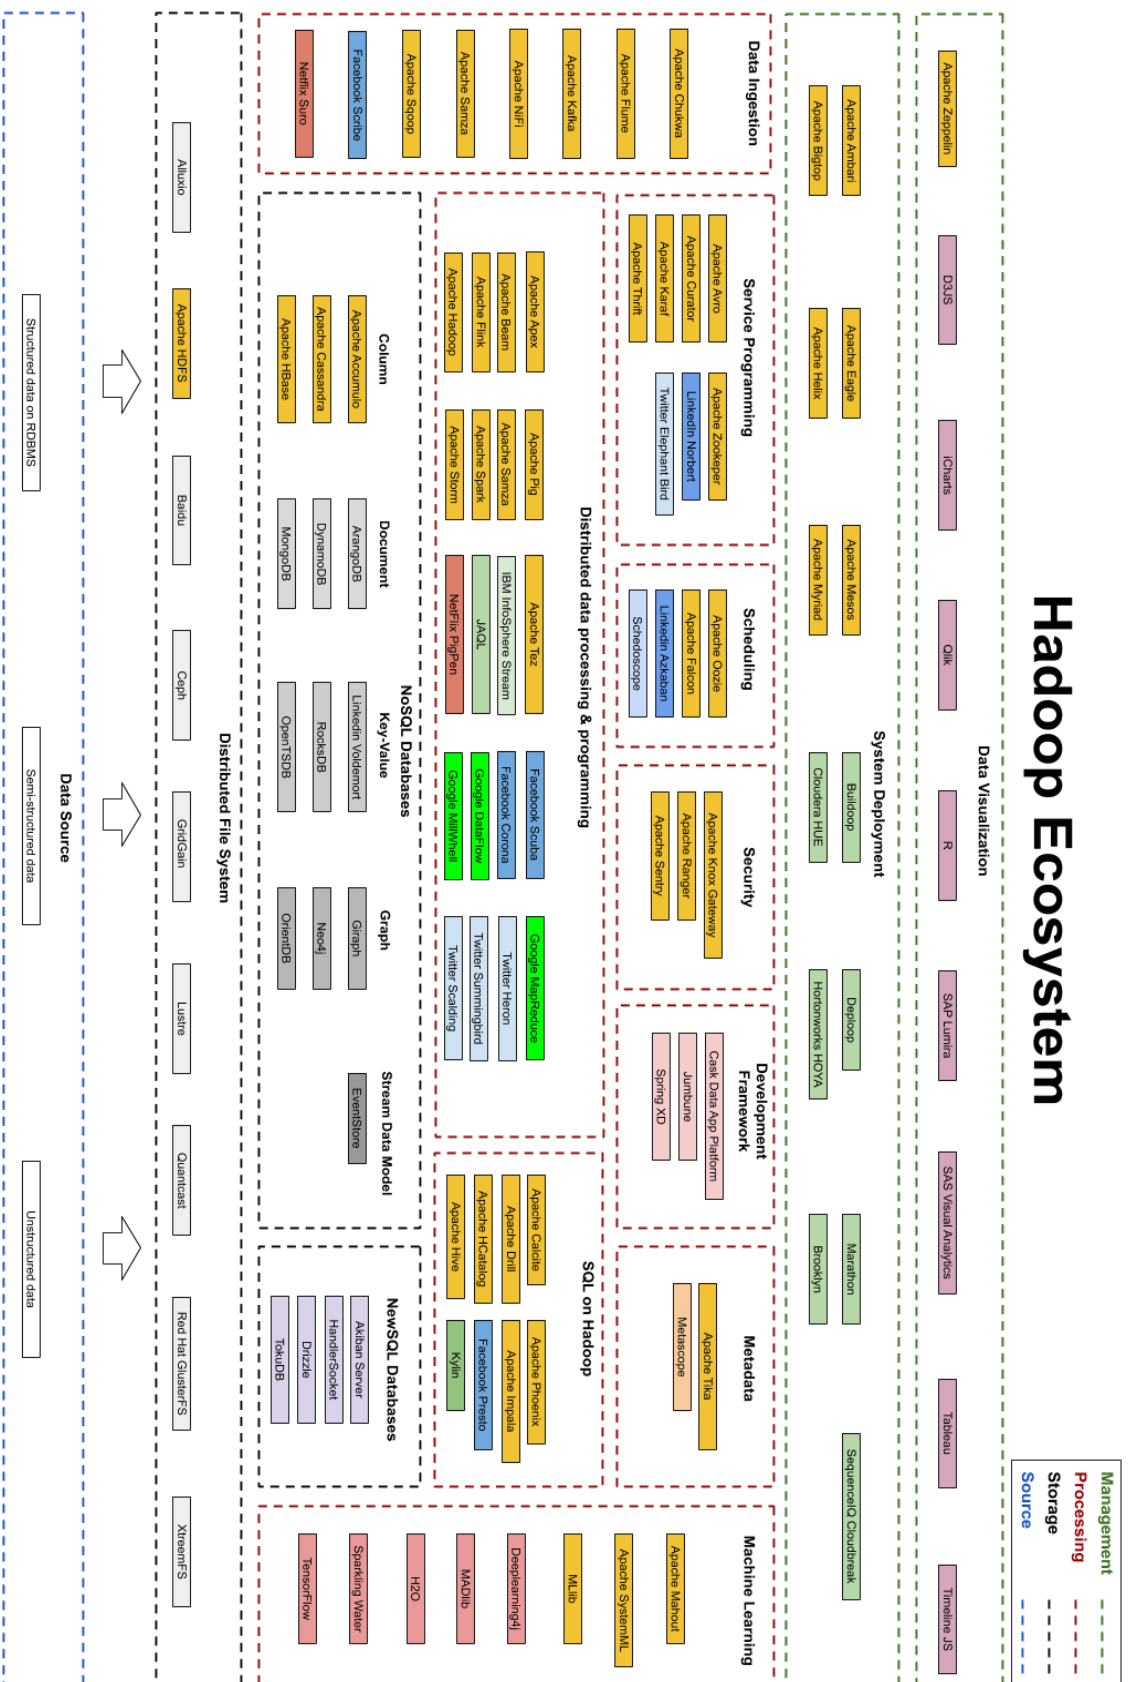 Hadoop Ecosystem
Management
Processing
Storage
Source
Data Visualization
Apache Zeppelin
D3JS
iCharts
Qlik
R
SAP Lumira
SAS Visual Analytics
Tableau
Timeline JS
System Deployment
Apache Ambari
Apache Eagle
Apache Mesos
Buildoop
Deploop
Marathon
SequenceIQ Cloudbreak
Apache Bigtop
Apache Helix
Apache Myriad
Cloudera HUE
Hortonworks HOYA
Brooklyn
Data Ingestion
Apache Chukwa
Apache Flume
Apache Kafka
Apache NiFi
Apache Samza
Apache Sqoop
Facebook Scribe
Netflix Suro
Service Programming
Apache Avro
Apache Zookeper
Apache Curator
LinkedIn Norbert
Apache Karaf
Twitter Elephant Bird
Apache Thrift
Scheduling
Apache Oozie
Apache Falcon
Linkedin Azkaban
Schedoscope
Security
Apache Knox Gateway
Apache Ranger
Apache Sentry
Development
Framework
Cask Data App Platform
Jumbune
Spring XD
Metadata
Apache Tika
Metascope
Machine Learning
Apache Mahout
Apache SystemML
MLlib
Deeplearning4j
MADlib
H2O
Sparkling Water
TensorFlow
Distributed data processing & programming
Apache Apex
Apache Pig
Apache Tez
Facebook Scuba
Google MapReduce
Apache Beam
Apache Samza
IBM InfoSphere Stream
Facebook Corona
Twitter Heron
Apache Flink
Apache Spark
JAQL
Google DataFlow
Twitter Summingbird
Apache Hadoop
Apache Storm
NetFlix PigPen
Google MillWhell
Twitter Scalding
SQL on Hadoop
Apache Calcite
Apache Phoenix
Apache Drill
Apache Impala
Apache HCatalog
Facebook Presto
Apache Hive
Kylin
NoSQL Databases
Column
Document
Key-Value
Graph
Stream Data Model
Apache Accumulo
ArangoDB
Linkedin Voldemort
Giraph
EventStore
Apache Cassandra
DynamoDB
RocksDB
Neo4j
Apache HBase
MongoDB
OpenTSDB
OrientDB
NewSQL Databases
Akiban Server
HandlerSocket
Drizzle
TokuDB
Distributed File System
Alluxio
Apache HDFS
Baidu
Ceph
GridGain
Lustre
Quantcast
Red Hat GlusterFS
XtreemFS
Data Source
Structured data on RDBMS
Semi-structured data
Unstructured data